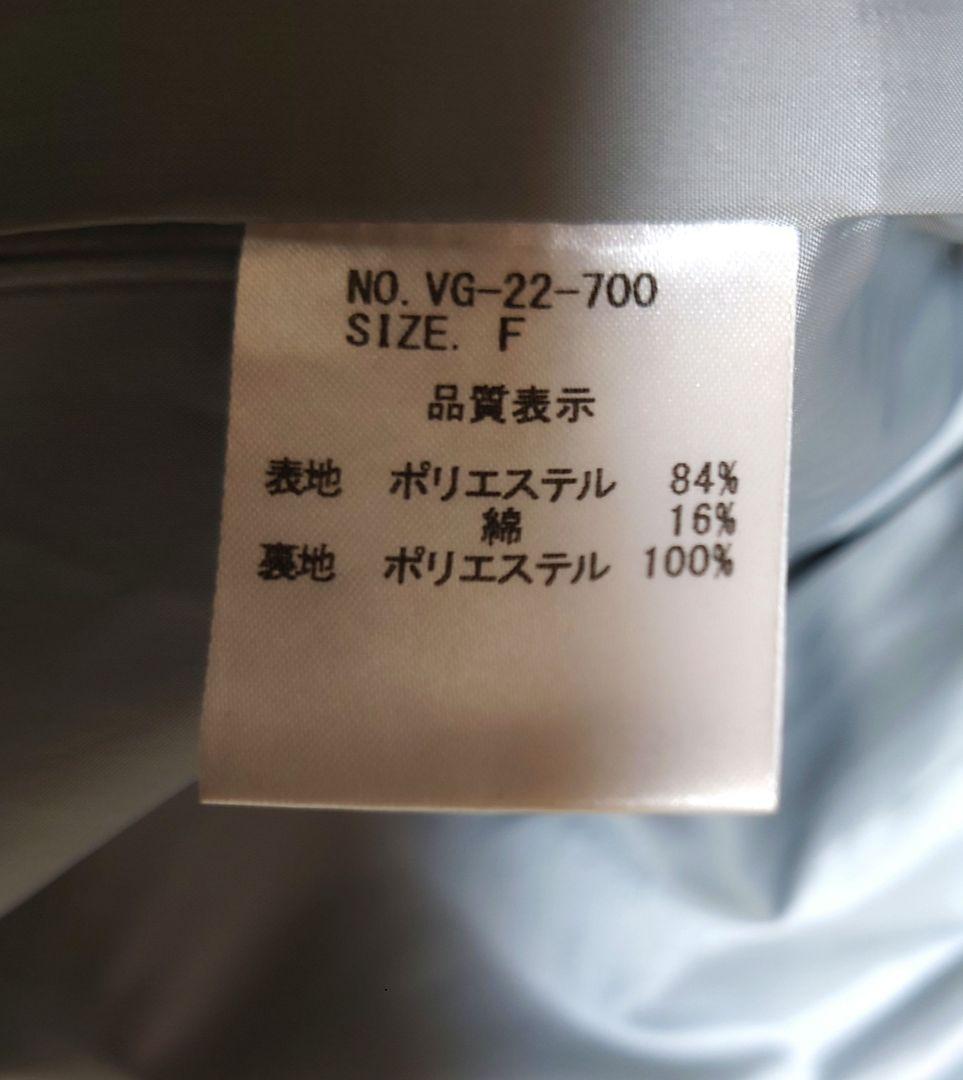 NO. VG-22-700
SIZE. F
品質表示
表地 ポリエステル 84%
綿 16%
裏地 ポリエステル 100%